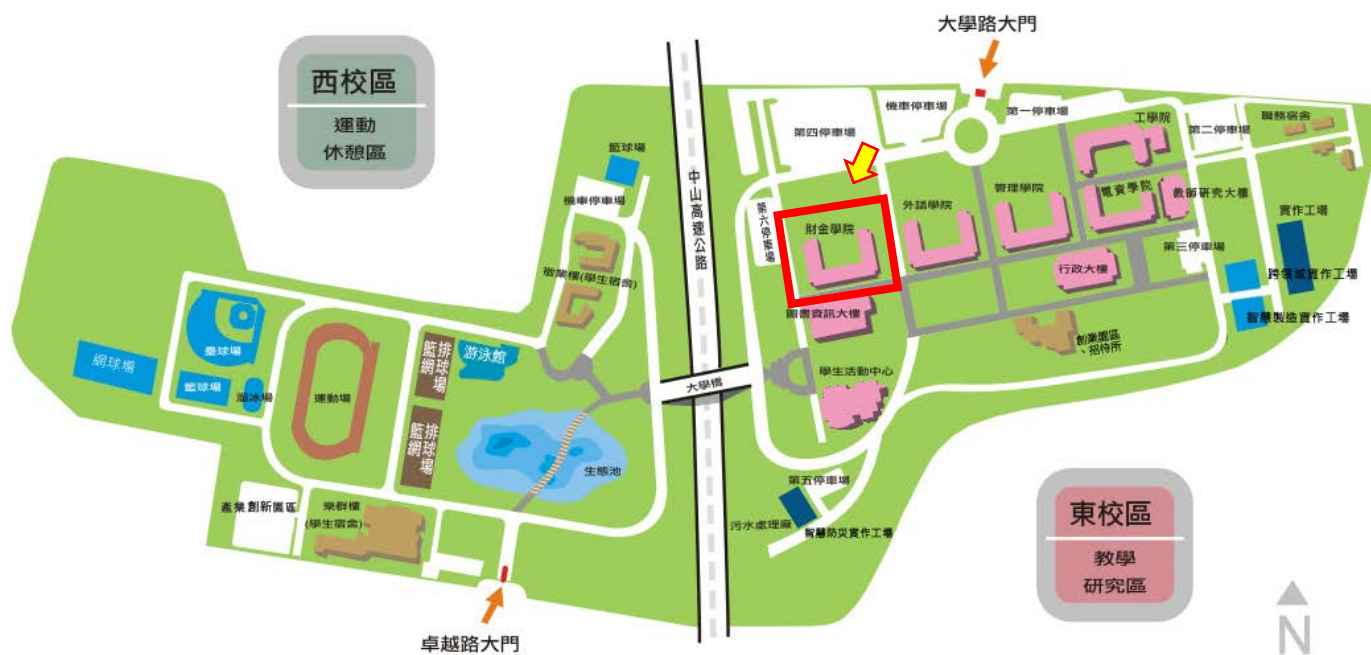 大學路大門
西校區
運動
休憩區
機車停車場
第一停車場
第四停車場
工學院
第二停車場
職務宿舍
籃球場
機車停車場
中山高速公路
第六停車場
財金學院
外語學院
管理學院
電資學院
教師研究大樓
實作工場
第三停車場
行政大樓
跨領域實作工場
智慧製造實作工場
敬業樓(學生宿舍)
圖書資訊大樓
創業園區
、招待所
壘球場
網球場
籃球場
溜冰場
運動場
排球場
籃網
游泳館
大學橋
學生活動中心
排球場
籃網
生態池
第五停車場
污水處理廠
智慧防災實作工場
產業創新園區
樂群樓
(學生宿舍)
卓越路大門
東校區
教學
研究區
N